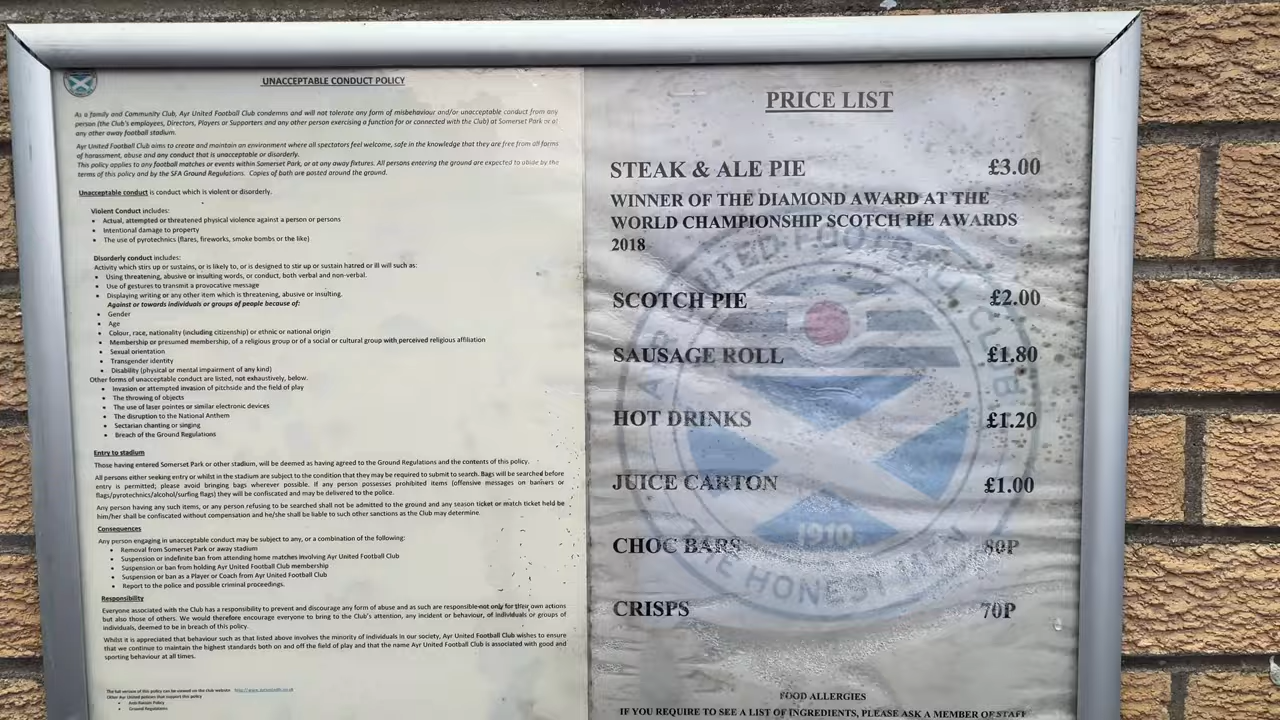 UNACCEPTABLE CONDUCT POLICY
As a family and Community Club, Ayr United Football Club condemns and will not tolerate any form of misbehaviour and/or unacceptable conduct from any
person (the Club's employees, Directors, Players or Supporters and any other person exercising a function for or connected with the Club) at Somerset Park or at
any other away football stadium.
Ayr United Football Club aims to create and maintain an environment where all spectators feel welcome, safe in the knowledge that they are free from all forms
of harassment, abuse and any conduct that is unacceptable or disorderly.
This policy applies to any football matches or events within Somerset Park, or at any away fixtures. All persons entering the ground are expected to abide by the
terms of this policy and by the SFA Ground Regulations. Copies of both are posted around the ground.
Unacceptable conduct is conduct which is violent or disorderly.
Violent Conduct includes:
• Actual, attempted or threatened physical violence against a person or persons
• Intentional damage to property
• The use of pyrotechnics (flares, fireworks, smoke bombs or the like)
Disorderly conduct includes:
Activity which stirs up or sustains, or is likely to, or is designed to stir up or sustain hatred or ill will such as:
• Using threatening, abusive or insulting words, or conduct, both verbal and non-verbal.
• Use of gestures to transmit a provocative message
• Displaying writing or any other item which is threatening, abusive or insulting.
Against or towards individuals or groups of people because of:
• Gender
• Age
• Colour, race, nationality (including citizenship) or ethnic or national origin
• Membership or presumed membership, of a religious group or of a social or cultural group with perceived religious affiliation
• Sexual orientation
• Transgender identity
• Disability (physical or mental impairment of any kind)
Other forms of unacceptable conduct are listed, not exhaustively, below.
• Invasion or attempted invasion of pitchside and the field of play
• The throwing of objects
• The use of laser pointes or similar electronic devices
• The disruption to the National Anthem
• Sectarian chanting or singing
• Breach of the Ground Regulations
Entry to stadium
Those having entered Somerset Park or other stadium, will be deemed as having agreed to the Ground Regulations and the contents of this policy.
All persons either seeking entry or whilst in the stadium are subject to the condition that they may be required to submit to search. Bags will be searched before
entry is permitted; please avoid bringing bags wherever possible. If any person possesses prohibited items (offensive messages on banners or
flags/pyrotechnics/alcohol/surfing flags) they will be confiscated and may be delivered to the police.
Any person having any such items, or any person refusing to be searched shall not be admitted to the ground and any season ticket or match ticket held be
him/her shall be confiscated without compensation and he/she shall be liable to such other sanctions as the Club may determine.
Consequences
Any person engaging in unacceptable conduct may be subject to any, or a combination of the following:
• Removal from Somerset Park or away stadium
• Suspension or indefinite ban from attending home matches involving Ayr United Football Club
• Suspension or ban from holding Ayr United Football Club membership
• Suspension or ban as a Player or Coach from Ayr United Football Club
• Report to the police and possible criminal proceedings.
Responsibility
Everyone associated with the Club has a responsibility to prevent and discourage any form of abuse and as such are responsible not only for their own actions
but also those of others. We would therefore encourage everyone to bring to the Club's attention, any incident or behaviour, of individuals or groups of
individuals, deemed to be in breach of this policy.
Whilst it is appreciated that behaviour such as that listed above involves the minority of individuals in our society, Ayr United Football Club wishes to ensure
that we continue to maintain the highest standards both on and off the field of play and that the name Ayr United Football Club is associated with good and
sporting behaviour at all times.
The full version of this policy can be viewed on the club website
Other Ayr United policies that support this policy
• Ground Regulations
PRICE LIST
STEAK & ALE PIE £3.00
WINNER OF THE DIAMOND AWARD AT THE
WORLD CHAMPIONSHIP SCOTCH PIE AWARDS
2018
SCOTCH PIE £2.00
SAUSAGE ROLL £1.80
HOT DRINKS £1.20
JUICE CARTON £1.00
CHOC BARS 80P
CRISPS 70P
FOOD ALLERGIES
IF YOU REQUIRE TO SEE A LIST OF INGREDIENTS, PLEASE ASK A MEMBER OF STAFF